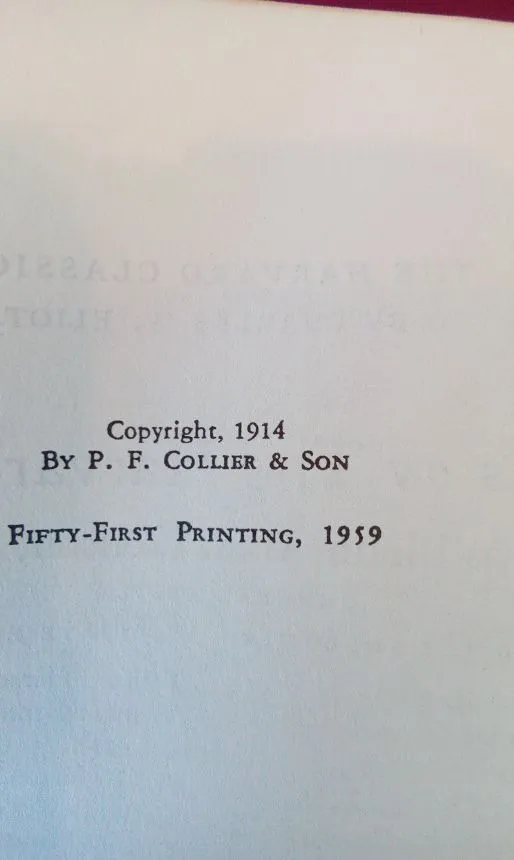 Copyright, 1914
By P. F. Collier & Son
Fifty-First Printing, 1959